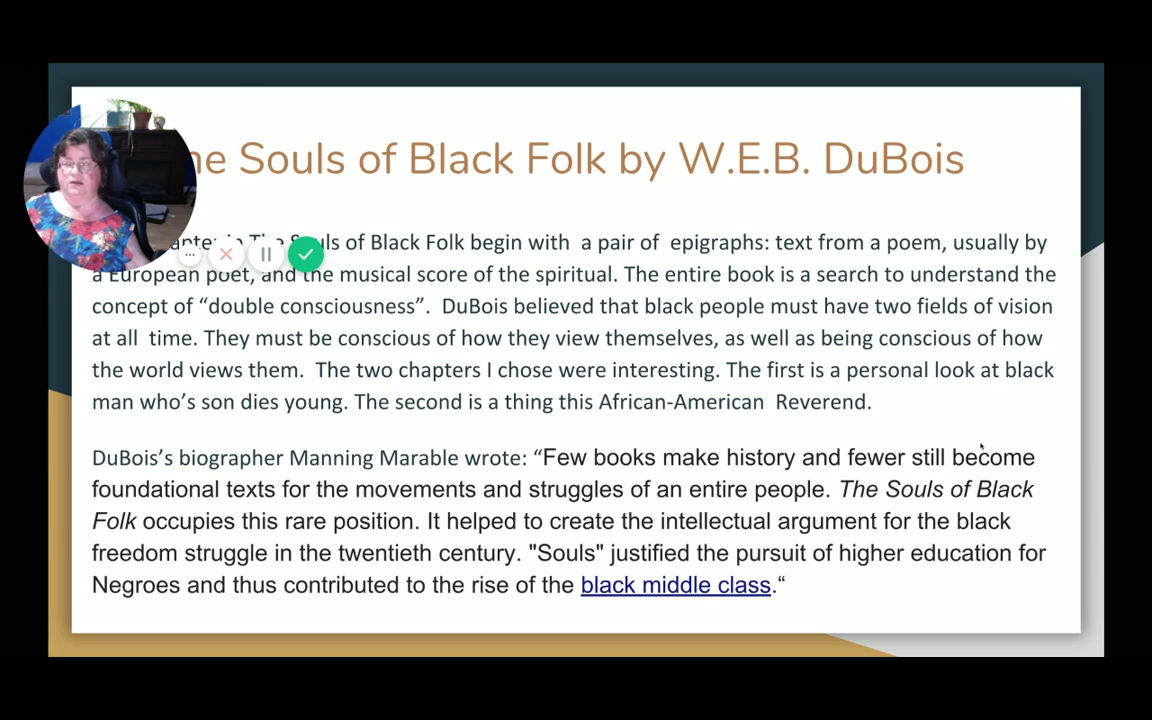 he Souls of Black Folk by W.E.B. DuBois
The Souls of Black Folk begin with a pair of epigraphs: text from a poem, usually by
a European poet, and the musical score of the spiritual. The entire book is a search to understand the
concept of “double consciousness”. DuBois believed that black people must have two fields of vision
at all time. They must be conscious of how they view themselves, as well as being conscious of how
the world views them. The two chapters I chose were interesting. The first is a personal look at black
man who’s son dies young. The second is a thing this African-American Reverend.
DuBois’s biographer Manning Marable wrote: “Few books make history and fewer still become
foundational texts for the movements and struggles of an entire people. The Souls of Black
Folk occupies this rare position. It helped to create the intellectual argument for the black
freedom struggle in the twentieth century. "Souls" justified the pursuit of higher education for
Negroes and thus contributed to the rise of the black middle class.“